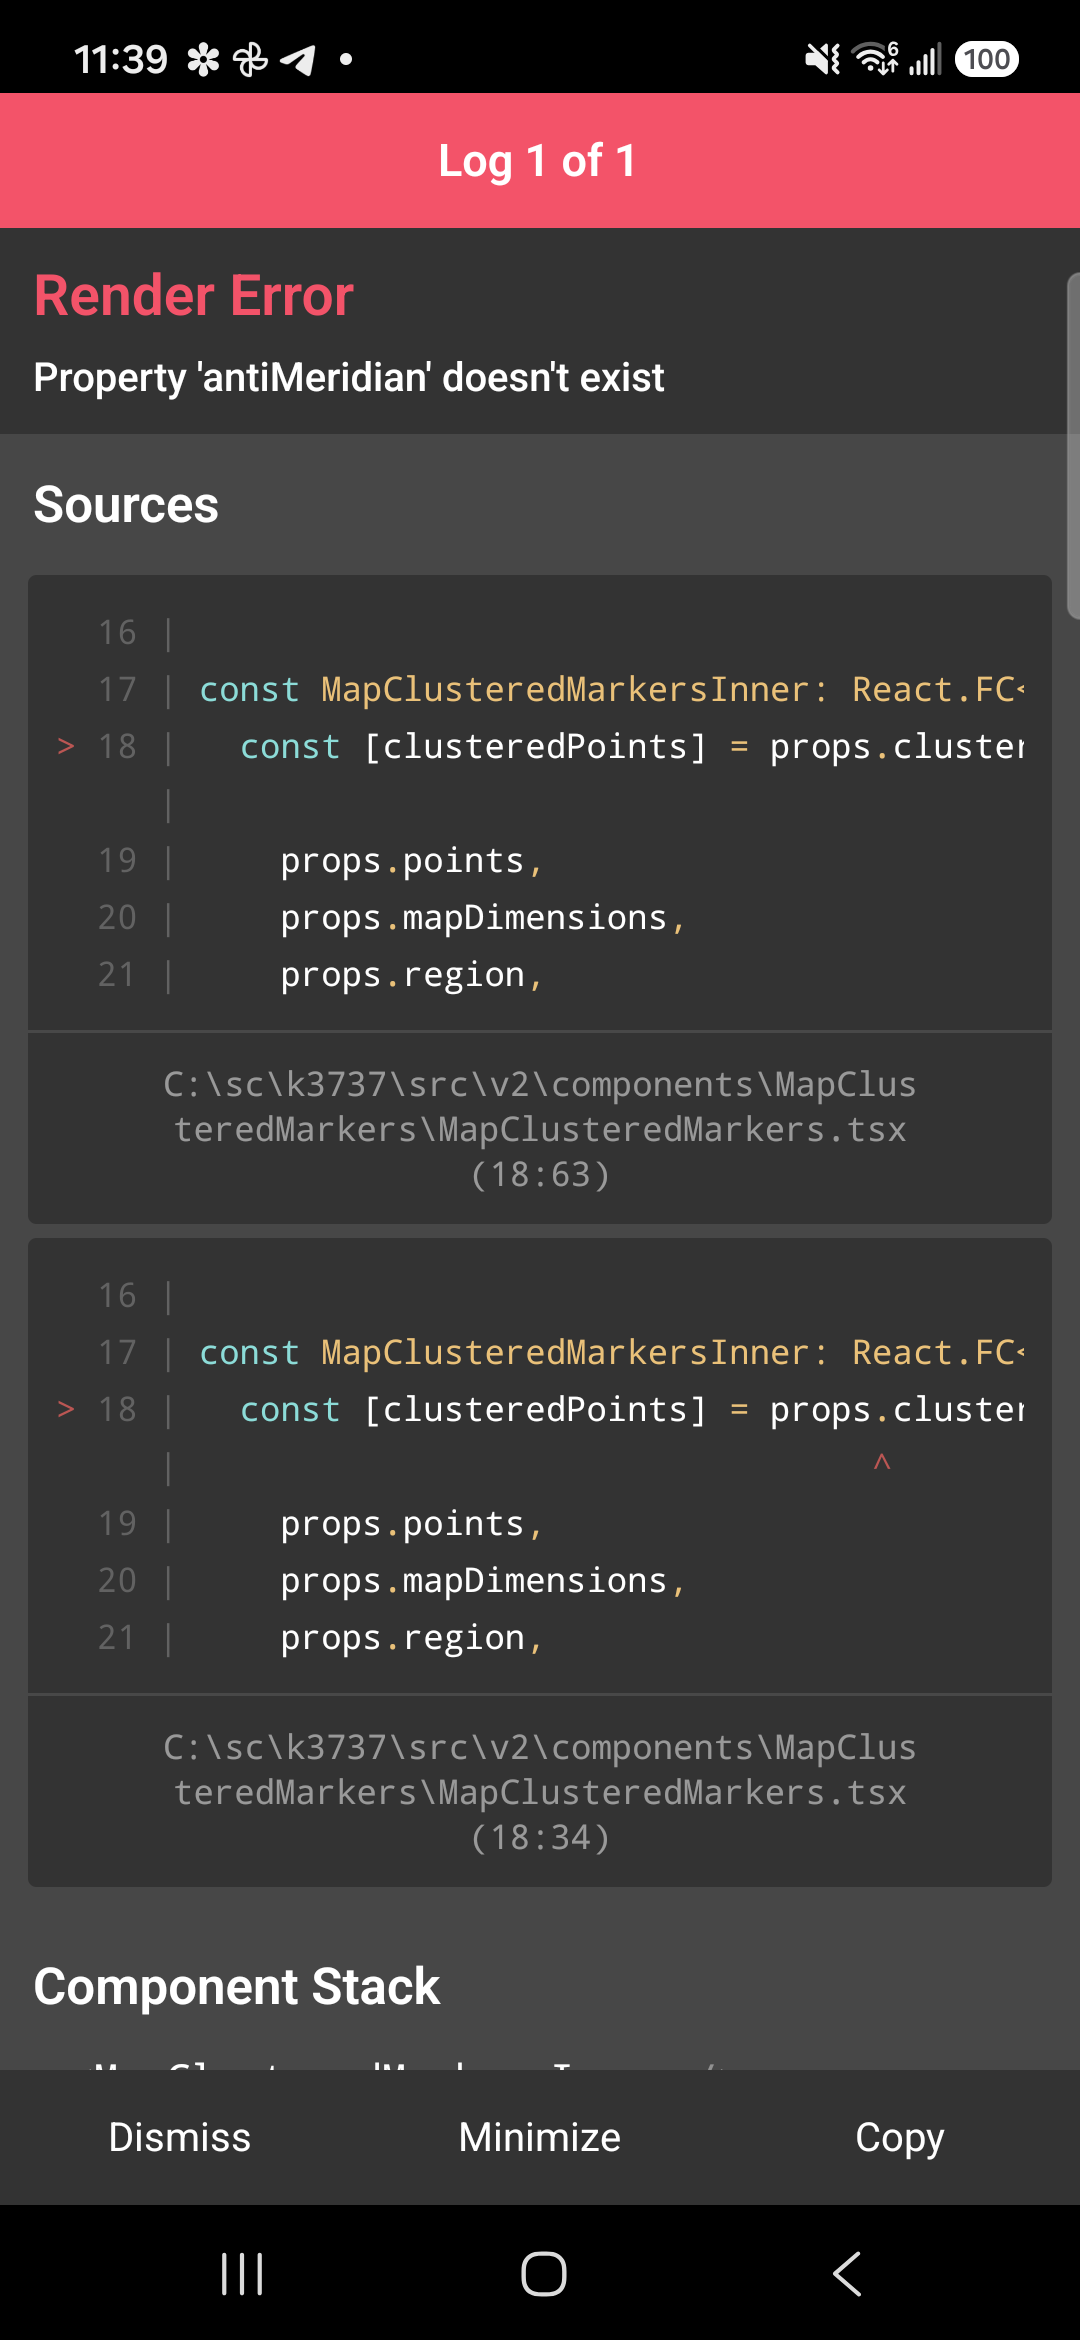 11:39
6
100
Log 1 of 1
Render Error
Property 'antiMeridian' doesn't exist
Sources
16 |
17 | const MapClusteredMarkersInner: React.FC<
> 18 |   const [clusteredPoints] = props.cluster
|
19 |     props.points,
20 |     props.mapDimensions,
21 |     props.region,
C:\sc\k3737\src\v2\components\MapClus
teredMarkers\MapClusteredMarkers.tsx
(18:63)
16 |
17 | const MapClusteredMarkersInner: React.FC<
> 18 |   const [clusteredPoints] = props.cluster
| ^
19 |     props.points,
20 |     props.mapDimensions,
21 |     props.region,
C:\sc\k3737\src\v2\components\MapClus
teredMarkers\MapClusteredMarkers.tsx
(18:34)
Component Stack
Dismiss
Minimize
Copy